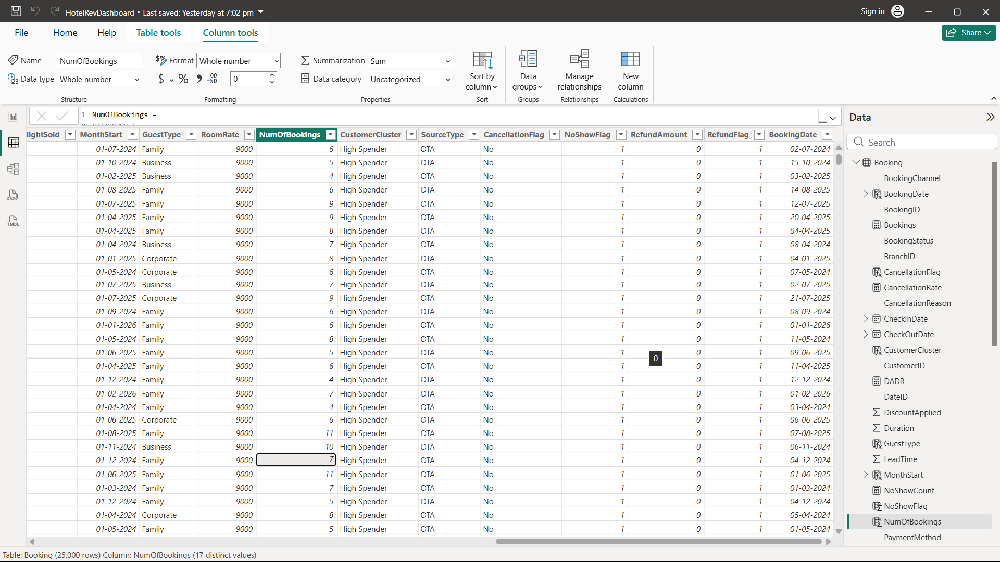 HotelRevDashboard • Last saved: Yesterday at 7:02 pm
Sign in
File Home Help Table tools Column tools
Share
Name NumOfBookings
Data type Whole number
Structure
Format Whole number
$ % , .00 0
Formatting
Summarization Sum
Data category Uncategorized
Properties
Sort by column
Sort
Data groups
Groups
Manage relationships
Relationships
New column
Calculations
DAX
TMDL
1 NumOfBookings =
NightSold MonthStart GuestType RoomRate NumOfBookings CustomerCluster SourceType CancellationFlag NoShowFlag RefundAmount RefundFlag BookingDate
01-07-2024 Family 9000 6 High Spender OTA No 1 0 1 02-07-2024
01-10-2024 Business 9000 5 High Spender OTA No 1 0 1 15-10-2024
01-02-2025 Business 9000 4 High Spender OTA No 1 0 1 03-02-2025
01-08-2025 Family 9000 6 High Spender OTA No 1 0 1 14-08-2025
01-07-2025 Family 9000 9 High Spender OTA No 1 0 1 12-07-2025
01-04-2025 Family 9000 9 High Spender OTA No 1 0 1 20-04-2025
01-04-2025 Family 9000 8 High Spender OTA No 1 0 1 04-04-2025
01-04-2024 Business 9000 7 High Spender OTA No 1 0 1 08-04-2024
01-01-2025 Corporate 9000 8 High Spender OTA No 1 0 1 04-01-2025
01-05-2024 Corporate 9000 6 High Spender OTA No 1 0 1 07-05-2024
01-07-2025 Business 9000 7 High Spender OTA No 1 0 1 02-07-2025
01-07-2025 Corporate 9000 9 High Spender OTA No 1 0 1 21-07-2025
01-09-2024 Family 9000 6 High Spender OTA No 1 0 1 08-09-2024
01-01-2026 Family 9000 6 High Spender OTA No 1 0 1 01-01-2026
01-05-2024 Family 9000 8 High Spender OTA No 1 0 1 11-05-2024
01-06-2025 Family 9000 5 High Spender OTA No 1 0 1 09-06-2025
0
01-04-2025 Family 9000 6 High Spender OTA No 1 0 1 11-04-2025
01-12-2024 Family 9000 4 High Spender OTA No 1 0 1 12-12-2024
01-02-2026 Family 9000 7 High Spender OTA No 1 0 1 01-02-2026
01-04-2024 Family 9000 4 High Spender OTA No 1 0 1 03-04-2024
01-06-2025 Corporate 9000 6 High Spender OTA No 1 0 1 06-06-2025
01-08-2025 Family 9000 11 High Spender OTA No 1 0 1 07-08-2025
01-11-2024 Business 9000 10 High Spender OTA No 1 0 1 06-11-2024
01-12-2024 Family 9000 7 High Spender OTA No 1 0 1 04-12-2024
01-06-2025 Family 9000 11 High Spender OTA No 1 0 1 01-06-2025
01-03-2024 Family 9000 7 High Spender OTA No 1 0 1 01-03-2024
01-12-2024 Family 9000 5 High Spender OTA No 1 0 1 04-12-2024
01-04-2024 Corporate 9000 8 High Spender OTA No 1 0 1 05-04-2024
01-05-2024 Family 9000 5 High Spender OTA No 1 0 1 01-05-2024
Data
Search
Booking
BookingChannel
BookingDate
BookingID
Bookings
BookingStatus
BranchID
CancellationFlag
CancellationRate
CancellationReason
CheckInDate
CheckOutDate
CustomerCluster
CustomerID
DADR
DateID
DiscountApplied
Duration
GuestType
LeadTime
MonthStart
NoShowCount
NoShowFlag
NumOfBookings
PaymentMethod
Table: Booking (25,000 rows) Column: NumOfBookings (17 distinct values)